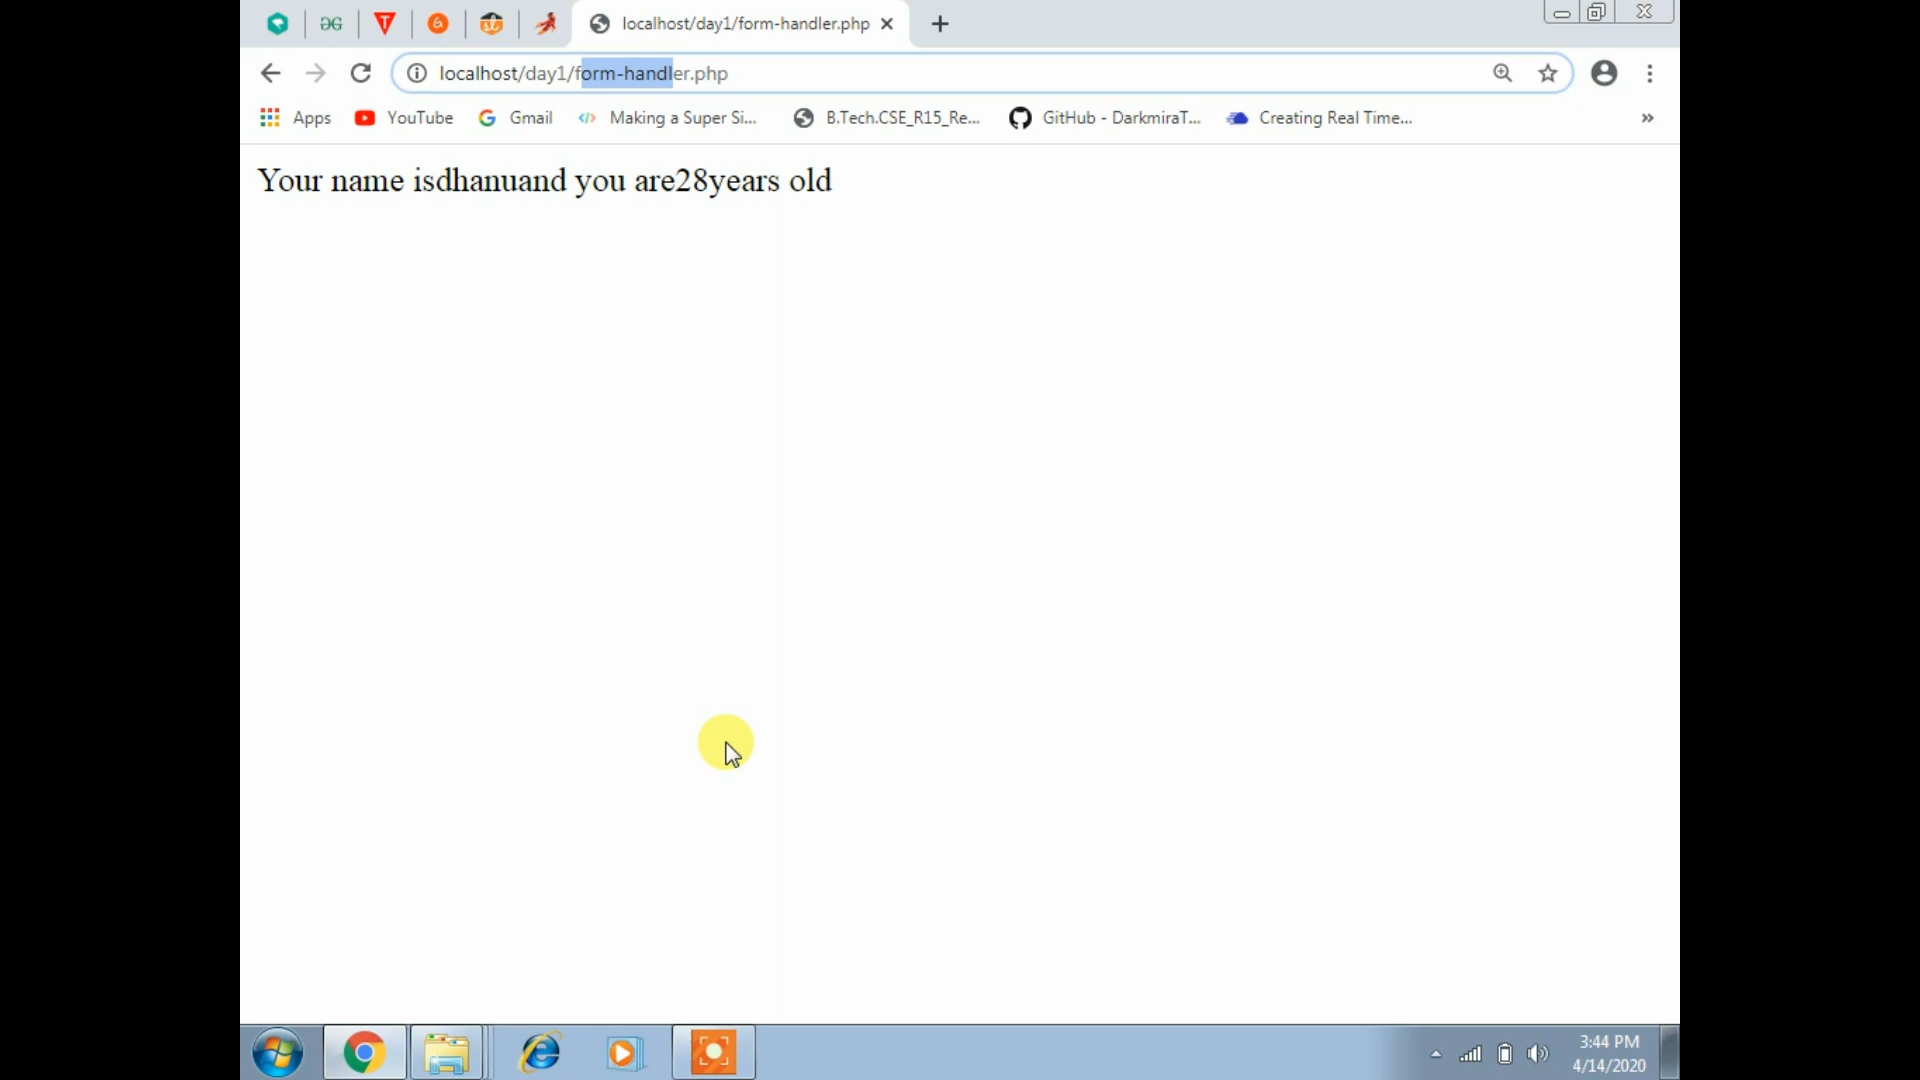 localhost/day1/form-handler.php
localhost/day1/form-handler.php
Apps YouTube Gmail Making a Super Si... B.Tech.CSE_R15_Re... GitHub - DarkmiraT... Creating Real Time... »
Your name isdhanuand you are28years old
3:44 PM
4/14/2020